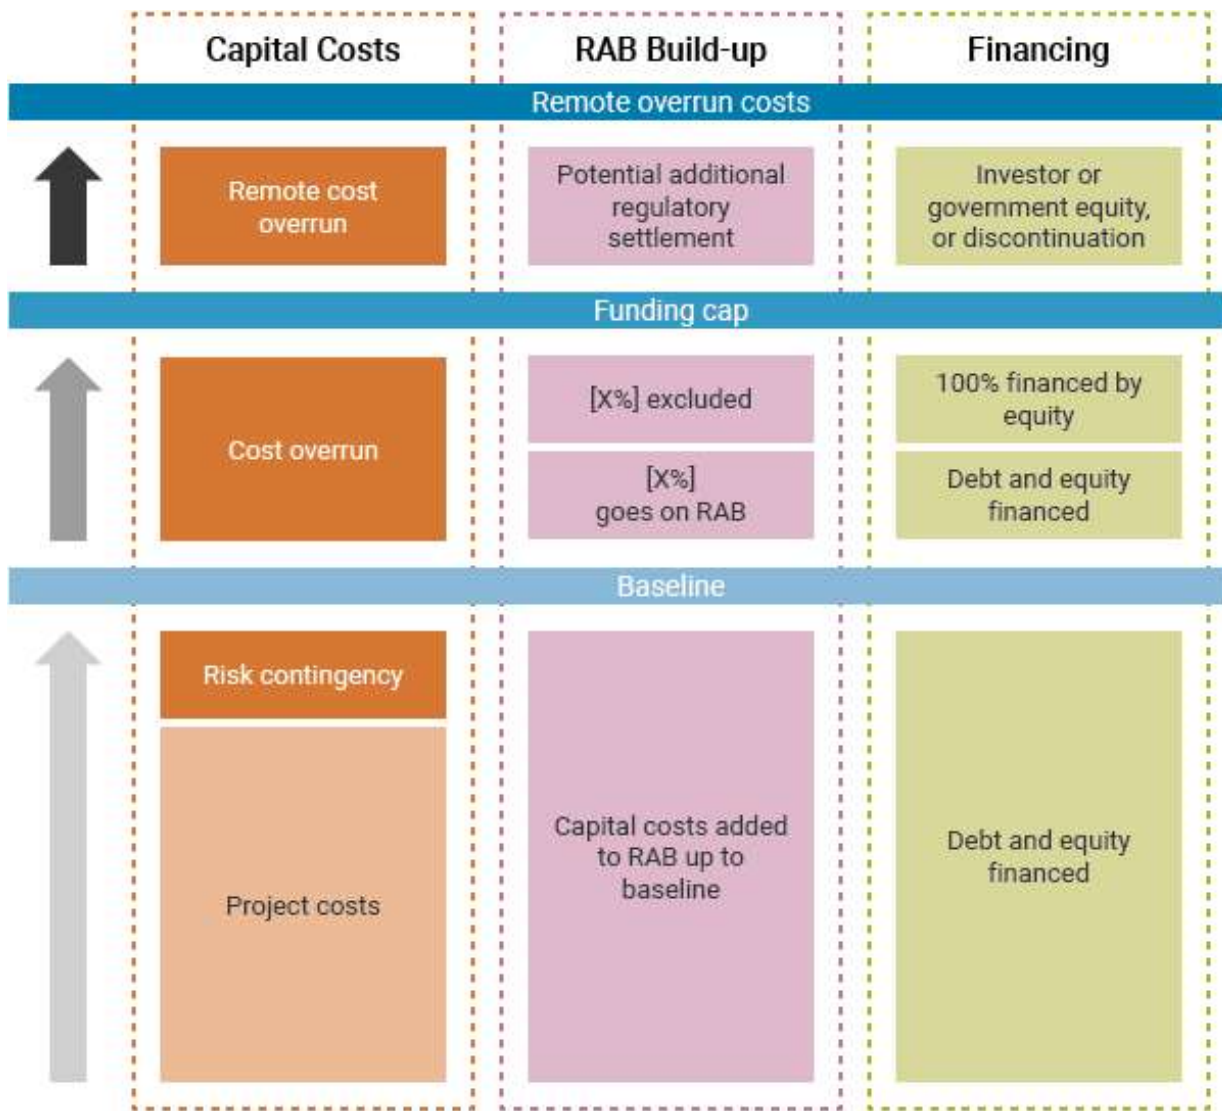 Capital Costs
RAB Build-up
Financing
Remote overrun costs
Remote cost
overrun
Potential additional
regulatory
settlement
Investor or
government equity,
or discontinuation
Funding cap
Cost overrun
[X%] excluded
100% financed by
equity
[X%]
goes on RAB
Debt and equity
financed
Baseline
Risk contingency
Project costs
Capital costs added
to RAB up to
baseline
Debt and equity
financed